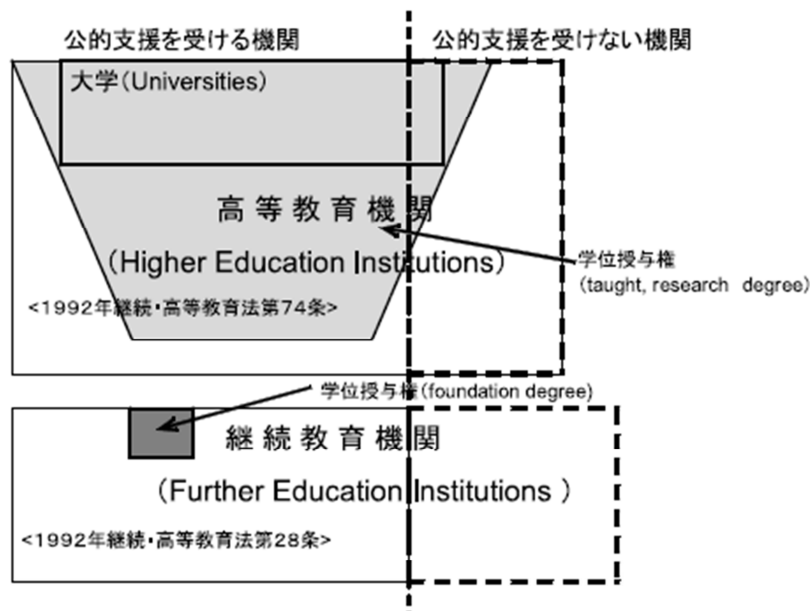 公的支援を受ける機関
公的支援を受けない機関
大学(Universities)
高等教育機関
(Higher Education Institutions)
学位授与権
(taught, research degree)
<1992年継続・高等教育法第74条>
学位授与権(foundation degree)
継続教育機関
(Further Education Institutions )
<1992年継続・高等教育法第28条>